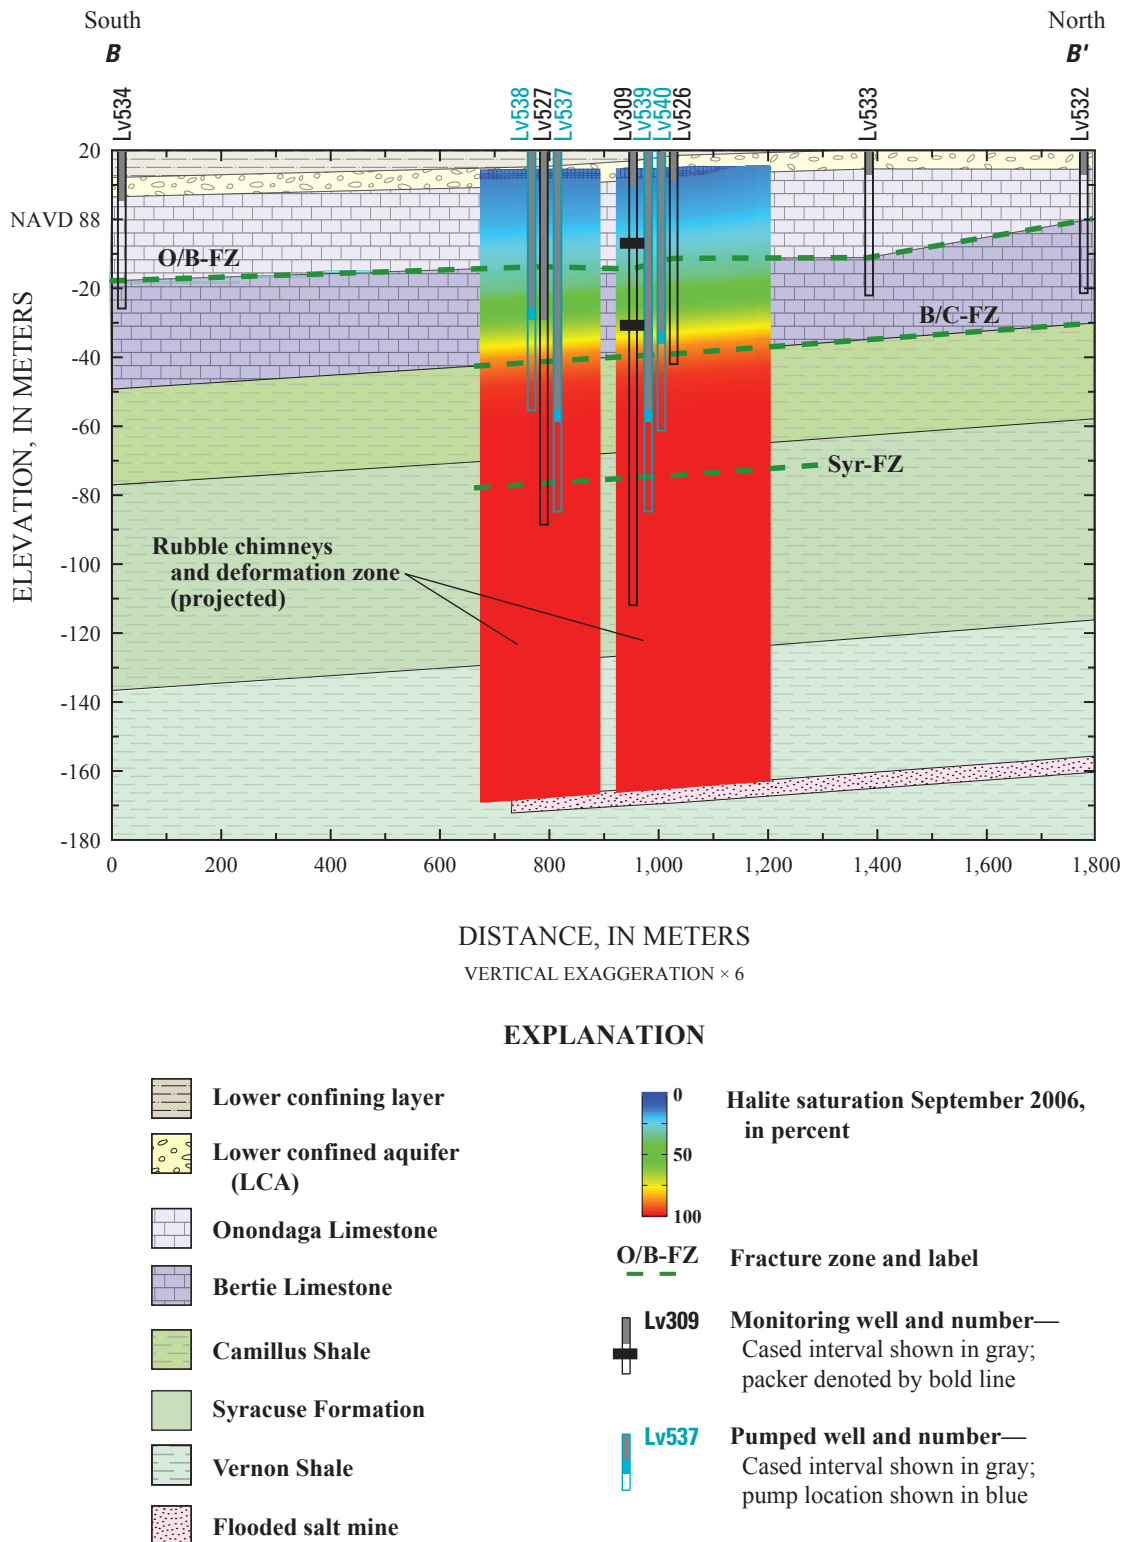 South
North
B
B'
Lv534
Lv538
Lv527
Lv537
Lv309
Lv539
Lv540
Lv526
Lv533
Lv532
ELEVATION, IN METERS
20
NAVD 88
-20
-40
-60
-80
-100
-120
-140
-160
-180
O/B-FZ
B/C-FZ
Syr-FZ
Rubble chimneys
and deformation zone
(projected)
0
200
400
600
800
1,000
1,200
1,400
1,600
1,800
DISTANCE, IN METERS
VERTICAL EXAGGERATION × 6
EXPLANATION
Lower confining layer
Lower confined aquifer
(LCA)
Onondaga Limestone
Bertie Limestone
Camillus Shale
Syracuse Formation
Vernon Shale
Flooded salt mine
0
50
100
Halite saturation September 2006,
in percent
O/B-FZ
Fracture zone and label
Lv309
Monitoring well and number—
Cased interval shown in gray;
packer denoted by bold line
Lv537
Pumped well and number—
Cased interval shown in gray;
pump location shown in blue